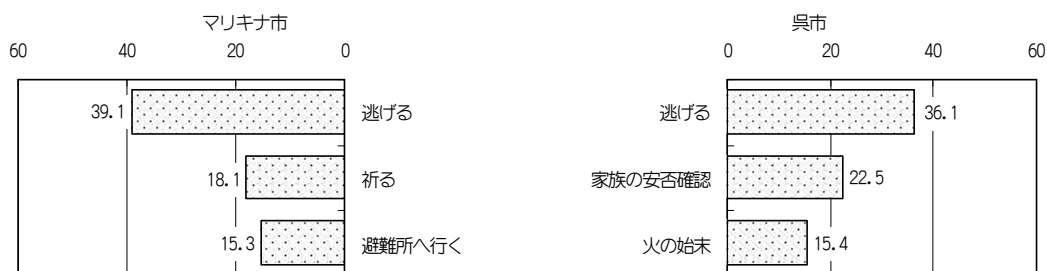 マリキナ市
60 40 20 0
39.1 逃げる
18.1 祈る
15.3 避難所へ行く
呉市
0 20 40 60
逃げる 36.1
家族の安否確認 22.5
火の始末 15.4